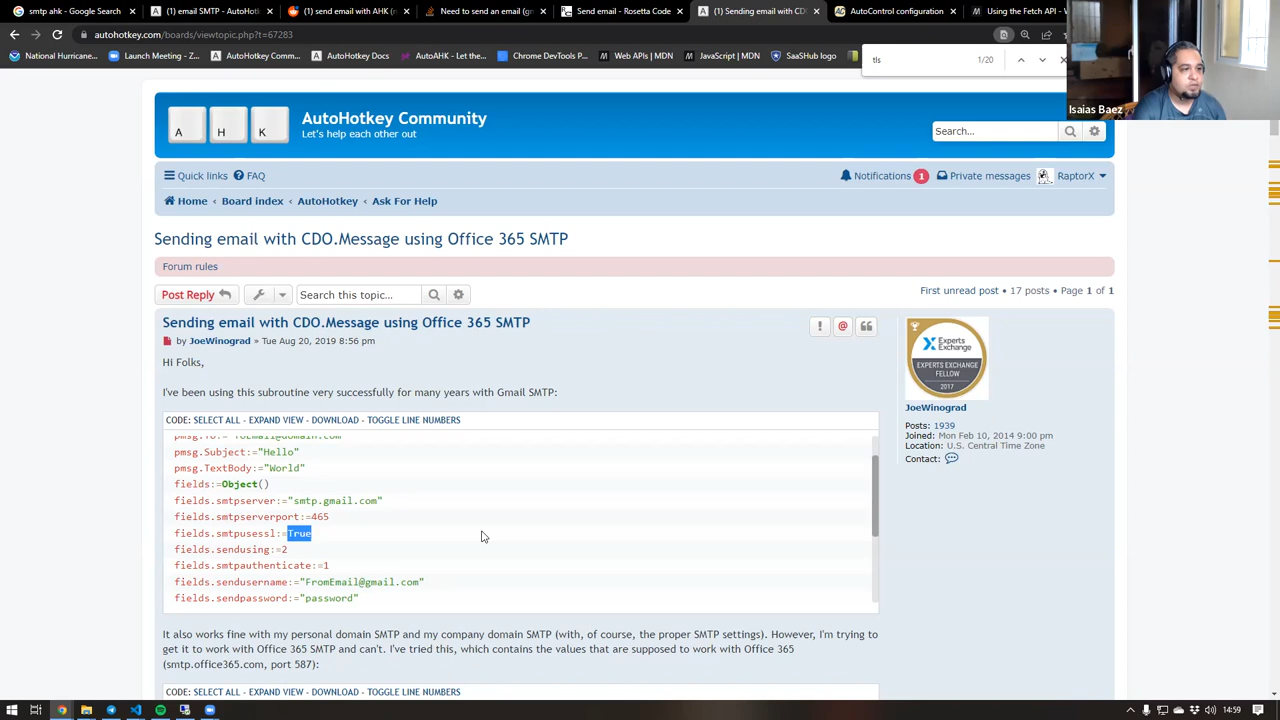 smtp ahk - Google Search
(1) email SMTP - AutoHotk
(1) send email with AHK (
Need to send an email (gm
Send email - Rosetta Code
(1) Sending email with CD
AutoControl configuration
Using the Fetch API - W
autohotkey.com/boards/viewtopic.php?t=67283
National Hurricane...
Launch Meeting - Z...
AutoHotkey Docs
AutoAHK - Let the...
Chrome DevTools P...
Web APIs | MDN
JavaScript | MDN
SaaSHub logo
tls
1/20
Isaias Baez
A H K
AutoHotkey Community
Let's help each other out
Search...
Quick links FAQ
Notifications 1 Private messages RaptorX
Home ‹ Board index ‹ AutoHotkey ‹ Ask For Help
Sending email with CDO.Message using Office 365 SMTP
Forum rules
Post Reply
Search this topic...
First unread post • 17 posts • Page 1 of 1
Sending email with CDO.Message using Office 365 SMTP
by JoeWinograd » Tue Aug 20, 2019 8:56 pm
Hi Folks,
I've been using this subroutine very successfully for many years with Gmail SMTP:
CODE: SELECT ALL - EXPAND VIEW - DOWNLOAD - TOGGLE LINE NUMBERS
pmsg.To:="ToEmail@domain.com"
pmsg.Subject:="Hello"
pmsg.TextBody:="World"
fields:=Object()
fields.smtpserver:="smtp.gmail.com"
fields.smtpserverport:=465
fields.smtpusessl:=True
fields.sendusing:=2
fields.smtpauthenticate:=1
fields.sendusername:="FromEmail@gmail.com"
fields.sendpassword:="password"
It also works fine with my personal domain SMTP and my company domain SMTP (with, of course, the proper SMTP settings). However, I'm trying to
get it to work with Office 365 SMTP and can't. I've tried this, which contains the values that are supposed to work with Office 365
(smtp.office365.com, port 587):
CODE: SELECT ALL - EXPAND VIEW - DOWNLOAD - TOGGLE LINE NUMBERS
Experts
Exchange
EXPERTS EXCHANGE
FELLOW
2017
JoeWinograd
Posts: 1939
Joined: Mon Feb 10, 2014 9:00 pm
Location: U.S. Central Time Zone
Contact:
14:59